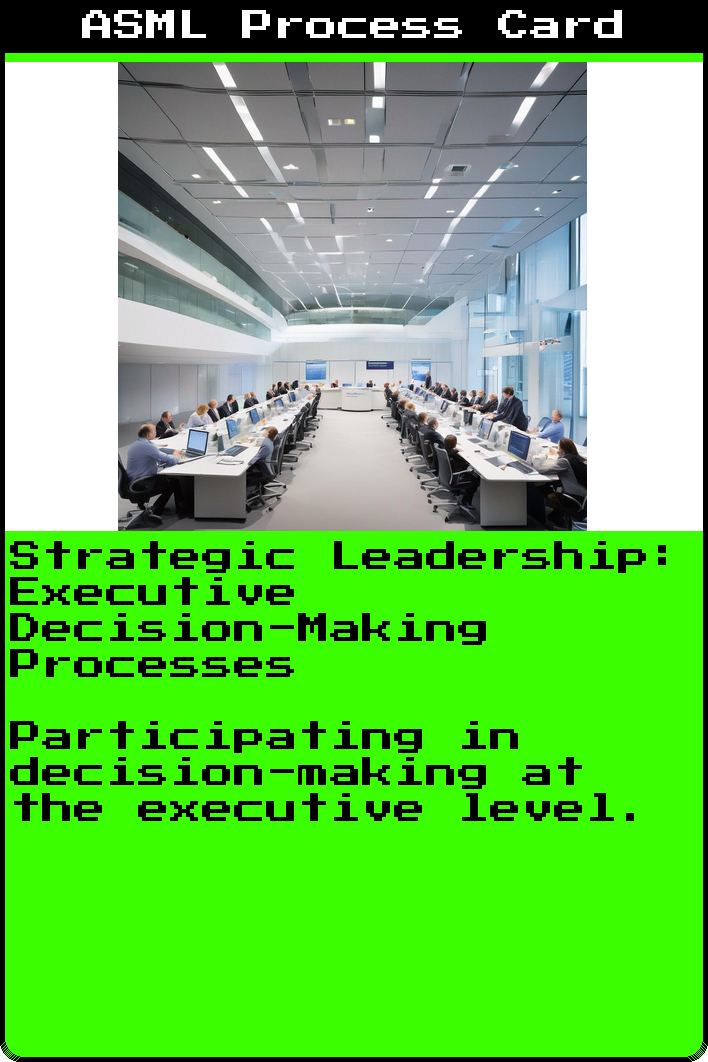 ASML Process Card
Strategic Leadership:
Executive
Decision-Making
Processes
Participating in
decision-making at
the executive level.